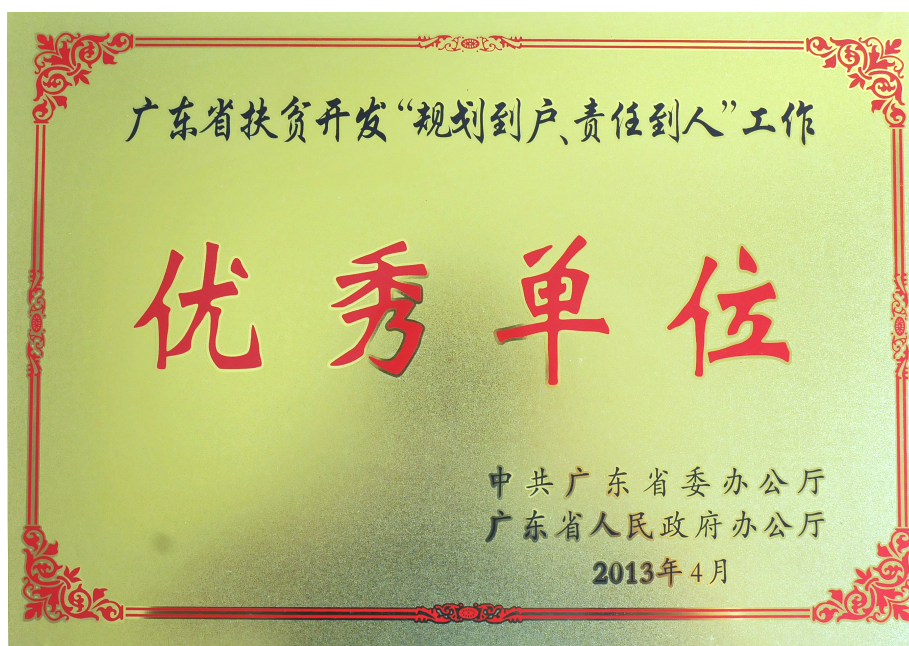 广东省扶贫开发“规划到户、责任到人”工作
优秀单位
中共广东省委办公厅
广东省人民政府办公厅
2013年4月